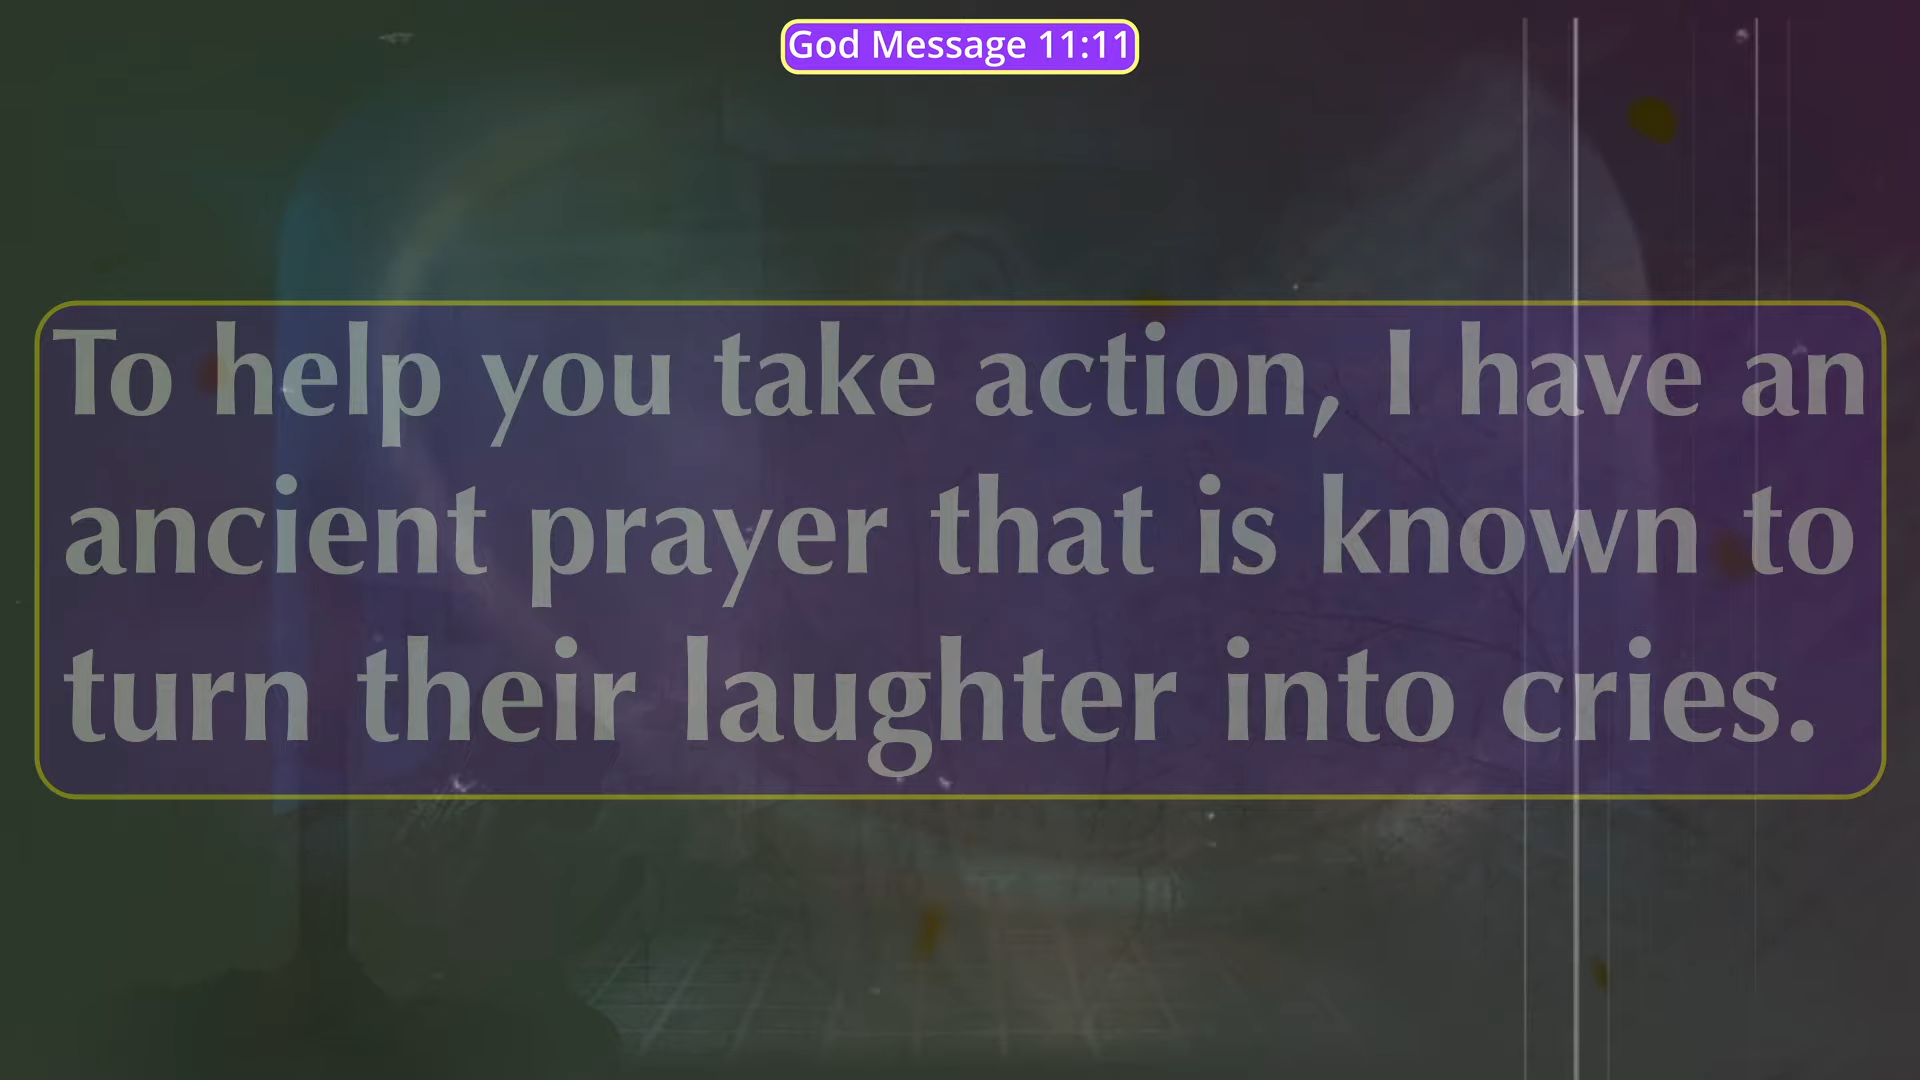 God Message 11:11
To help you take action, I have an
ancient prayer that is known to
turn their laughter into cries.